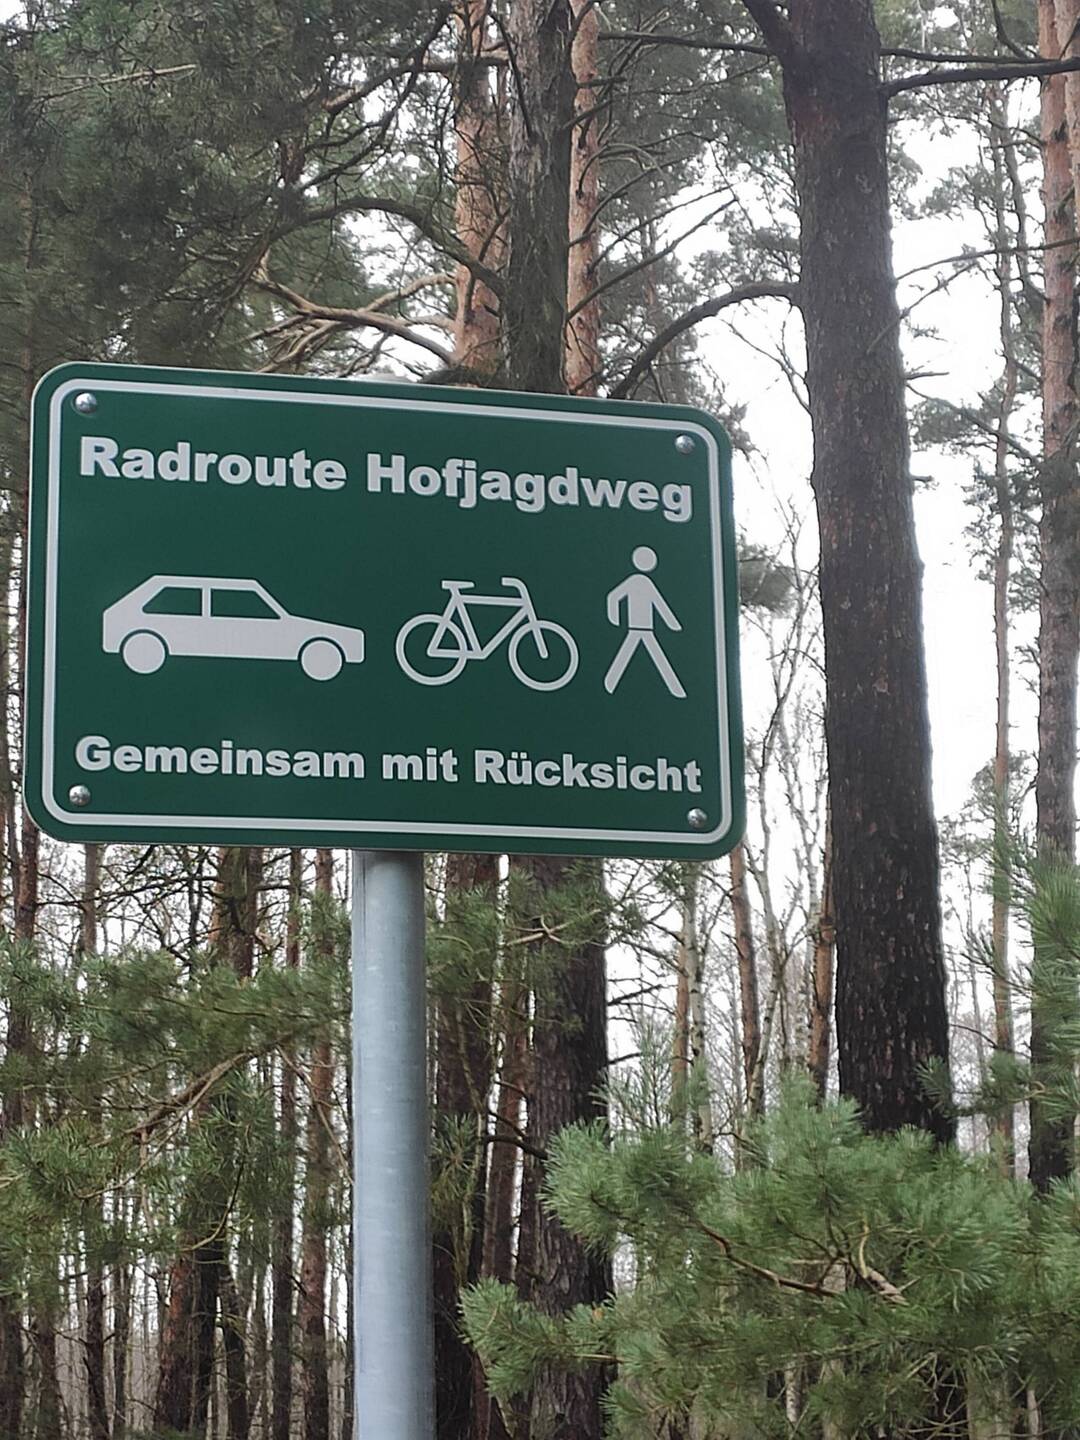 Radroute Hofjagdweg
Gemeinsam mit Rücksicht